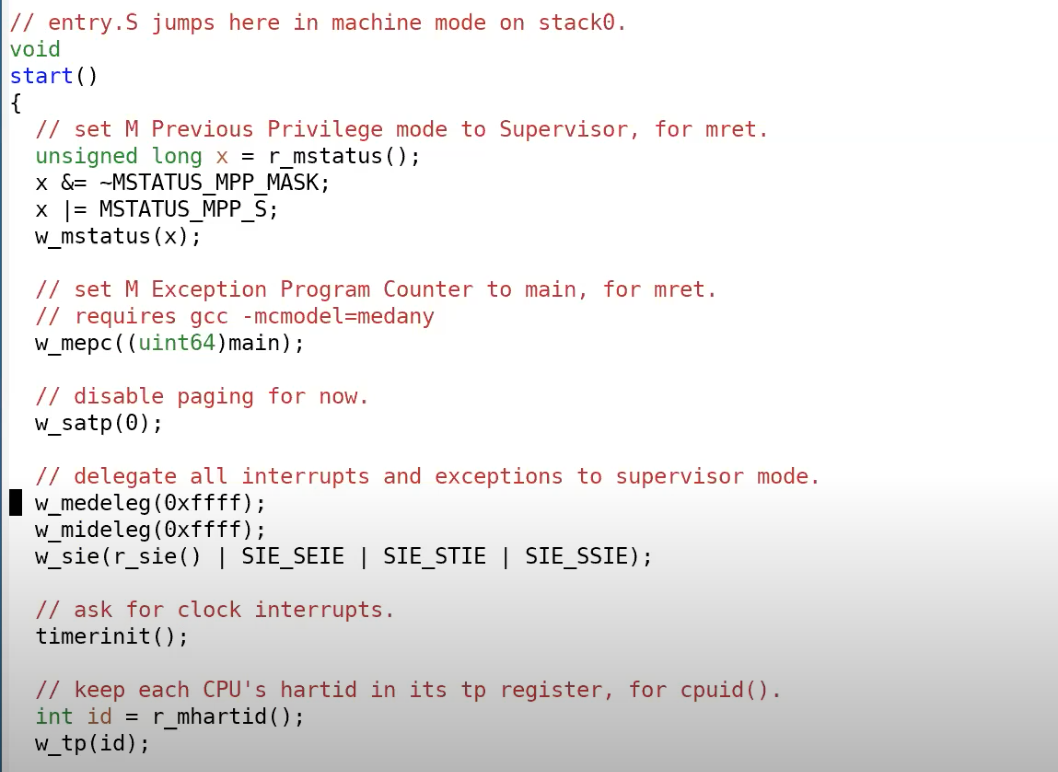 // entry.S jumps here in machine mode on stack0.
void
start()
{
  // set M Previous Privilege mode to Supervisor, for mret.
  unsigned long x = r_mstatus();
  x &= ~MSTATUS_MPP_MASK;
  x |= MSTATUS_MPP_S;
  w_mstatus(x);

  // set M Exception Program Counter to main, for mret.
  // requires gcc -mcmodel=medany
  w_mepc((uint64)main);

  // disable paging for now.
  w_satp(0);

  // delegate all interrupts and exceptions to supervisor mode.
  w_medeleg(0xffff);
  w_mideleg(0xffff);
  w_sie(r_sie() | SIE_SEIE | SIE_STIE | SIE_SSIE);

  // ask for clock interrupts.
  timerinit();

  // keep each CPU's hartid in its tp register, for cpuid().
  int id = r_mhartid();
  w_tp(id);